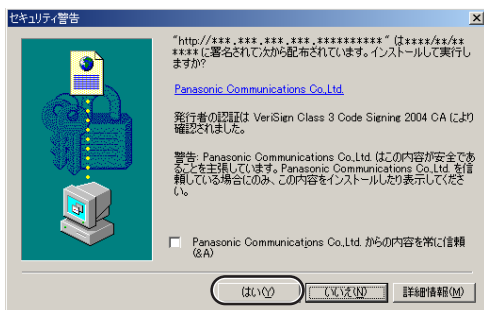 セキュリティ警告
"http://***.***.***.***.**********" (は****/**/**
**:** に署名されて次から配布されています。インストールして実行し
ますか?
Panasonic Communications Co.,Ltd.
発行者の認証は VeriSign Class 3 Code Signing 2004 CA により
確認されました。
警告: Panasonic Communications Co.,Ltd. はこの内容が安全であ
ることを主張しています。Panasonic Communications Co.,Ltd. を信
頼している場合にのみ、この内容をインストールしたり表示してくださ
い。
Panasonic Communications Co.,Ltd. からの内容を常に信頼
(&A)
はい(Y)
いいえ(N)
詳細情報(M)